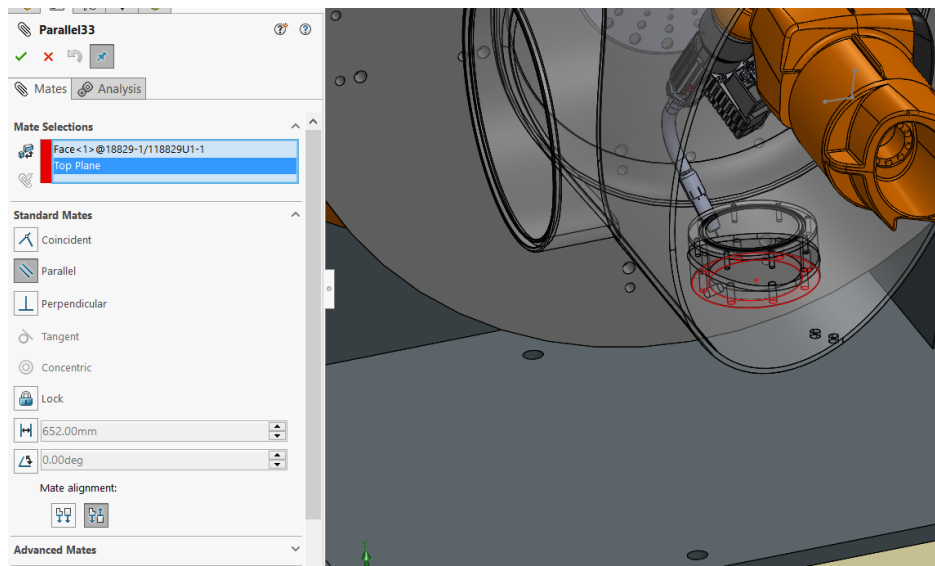 Parallel33
Mates
Analysis
Mate Selections
Face<1>@18829-1/118829U1-1
Top Plane
Standard Mates
Coincident
Parallel
Perpendicular
Tangent
Concentric
Lock
652.00mm
0.00deg
Mate alignment:
Advanced Mates
Y